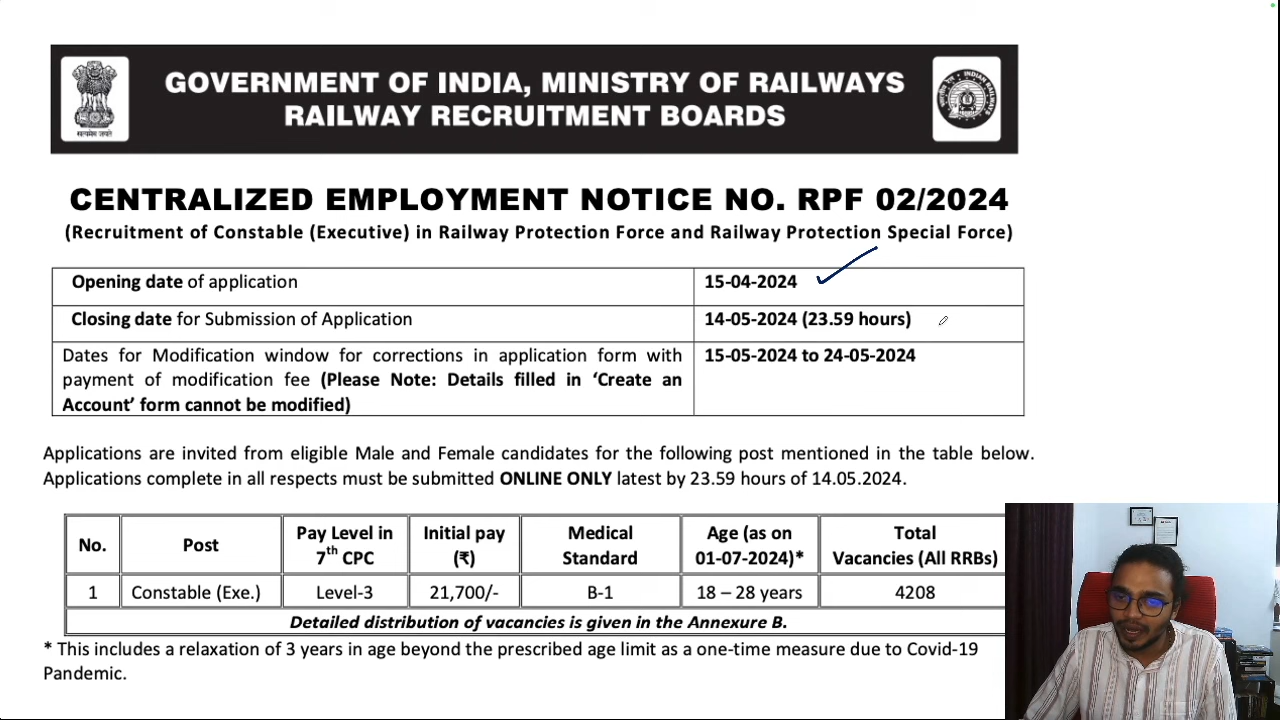 GOVERNMENT OF INDIA, MINISTRY OF RAILWAYS
RAILWAY RECRUITMENT BOARDS
सत्यमेव जयते
CENTRALIZED EMPLOYMENT NOTICE NO. RPF 02/2024
(Recruitment of Constable (Executive) in Railway Protection Force and Railway Protection Special Force)
Opening date of application 15-04-2024
Closing date for Submission of Application 14-05-2024 (23.59 hours)
Dates for Modification window for corrections in application form with 15-05-2024 to 24-05-2024
payment of modification fee (Please Note: Details filled in ‘Create an
Account’ form cannot be modified)
Applications are invited from eligible Male and Female candidates for the following post mentioned in the table below.
Applications complete in all respects must be submitted ONLINE ONLY latest by 23.59 hours of 14.05.2024.
No. Post Pay Level in 7th CPC Initial pay (₹) Medical Standard Age (as on 01-07-2024)* Total Vacancies (All RRBs)
1 Constable (Exe.) Level-3 21,700/- B-1 18 – 28 years 4208
Detailed distribution of vacancies is given in the Annexure B.
* This includes a relaxation of 3 years in age beyond the prescribed age limit as a one-time measure due to Covid-19
Pandemic.